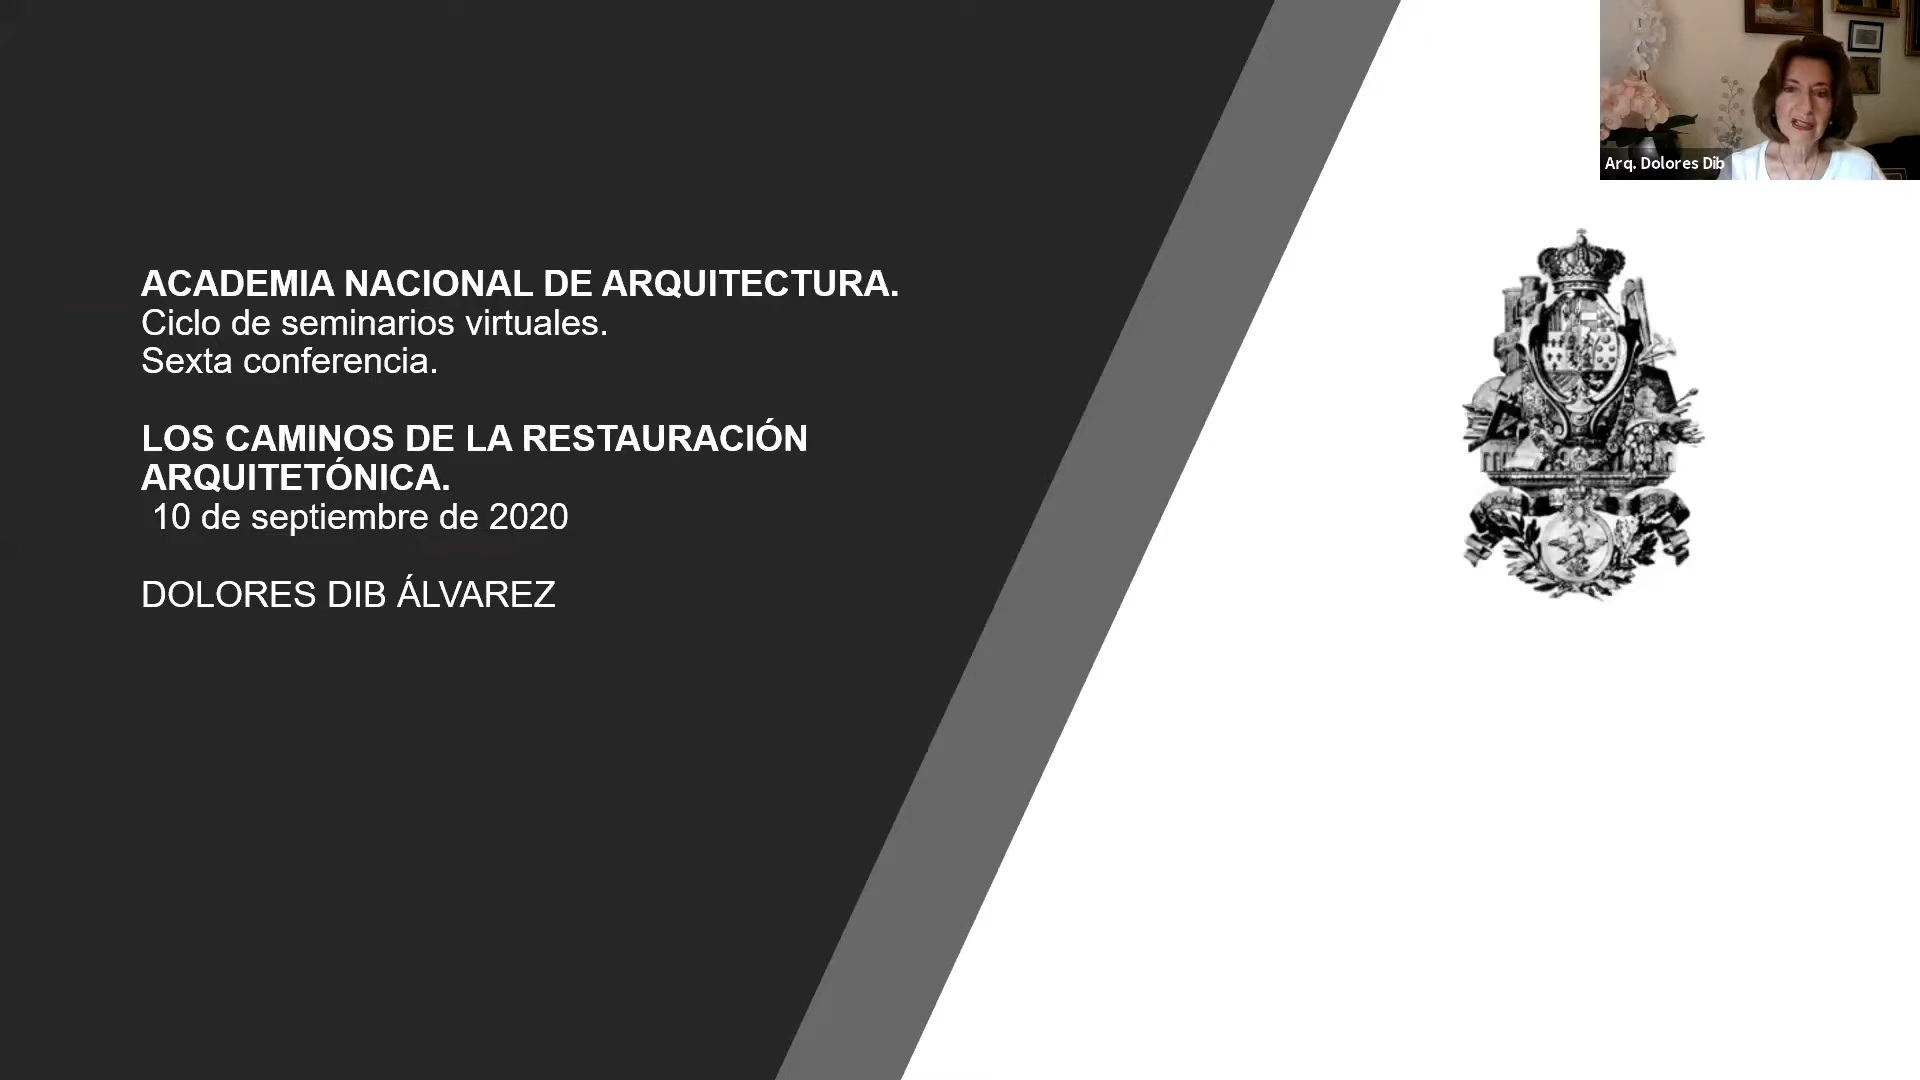 ACADEMIA NACIONAL DE ARQUITECTURA.
Ciclo de seminarios virtuales.
Sexta conferencia.
LOS CAMINOS DE LA RESTAURACIÓN
ARQUITETÓNICA.
10 de septiembre de 2020
DOLORES DIB ÁLVAREZ
Arq. Dolores Dib